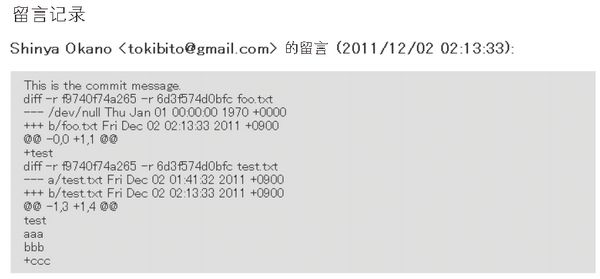 留言记录
Shinya Okano <tokibito@gmail.com> 的留言 (2011/12/02 02:13:33):
This is the commit message.
diff -r f9740f74a265 -r 6d3f574d0bfc foo.txt
--- /dev/null Thu Jan 01 00:00:00 1970 +0000
+++ b/foo.txt Fri Dec 02 02:13:33 2011 +0900
@@ -0,0 +1,1 @@
+test
diff -r f9740f74a265 -r 6d3f574d0bfc test.txt
--- a/test.txt Fri Dec 02 01:41:32 2011 +0900
+++ b/test.txt Fri Dec 02 02:13:33 2011 +0900
@@ -1,3 +1,4 @@
test
aaa
bbb
+ccc